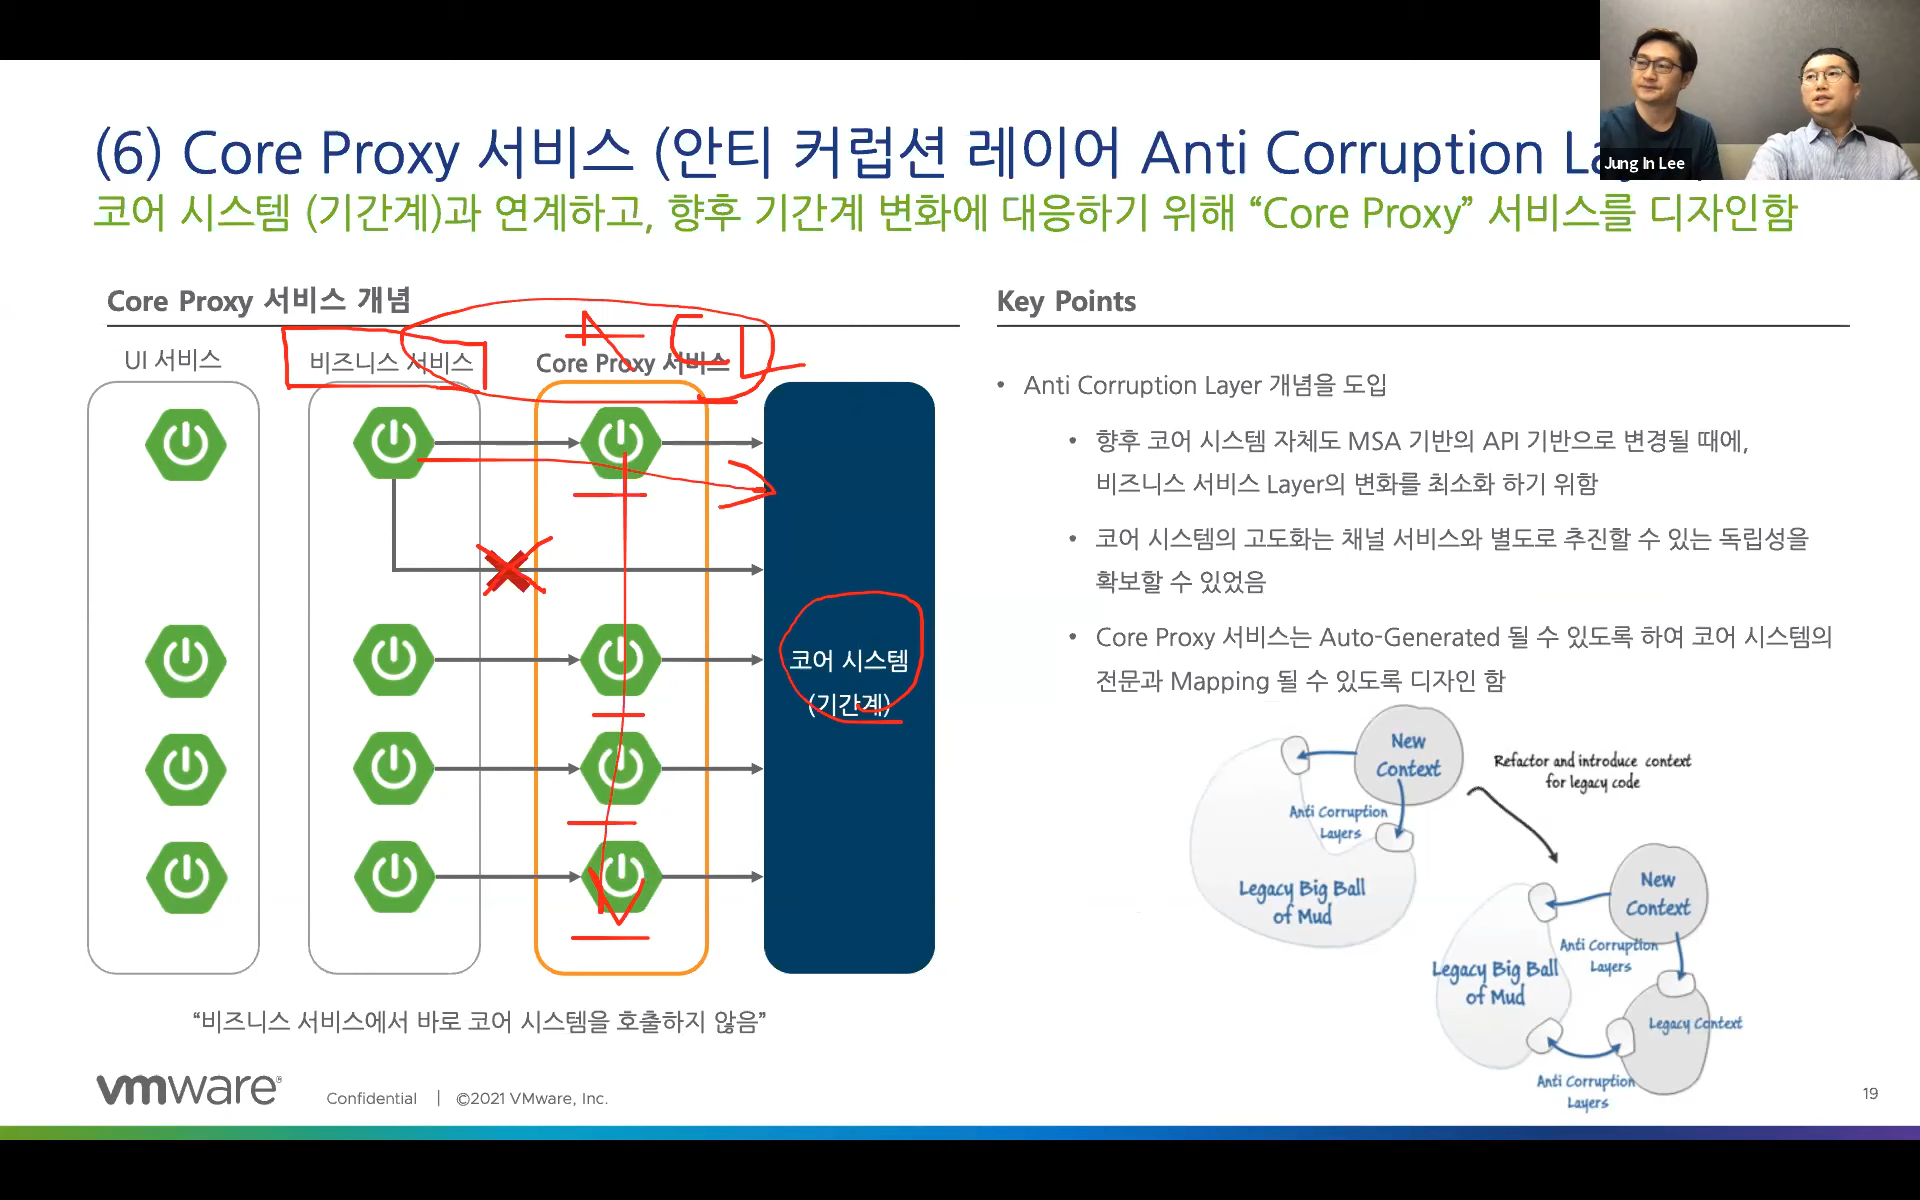 (6) Core Proxy 서비스 (안티 커럽션 레이어 Anti Corruption
Jung In Lee
코어 시스템 (기간계)과 연계하고, 향후 기간계 변화에 대응하기 위해 “Core Proxy” 서비스를 디자인함
Core Proxy 서비스 개념
UI 서비스
비즈니스 서비스
Core Proxy 서비스
A C L
코어 시스템
(기간계)
“비즈니스 서비스에서 바로 코어 시스템을 호출하지 않음”
Key Points
• Anti Corruption Layer 개념을 도입
• 향후 코어 시스템 자체도 MSA 기반의 API 기반으로 변경될 때에,
비즈니스 서비스 Layer의 변화를 최소화 하기 위함
• 코어 시스템의 고도화는 채널 서비스와 별도로 추진할 수 있는 독립성을
확보할 수 있었음
• Core Proxy 서비스는 Auto-Generated 될 수 있도록 하여 코어 시스템의
전문과 Mapping 될 수 있도록 디자인 함
New
Context
Refactor and introduce context
for legacy code
Anti Corruption
Layers
Legacy Big Ball
of Mud
New
Context
Anti Corruption
Layers
Legacy Big Ball
of Mud
Legacy Context
Anti Corruption
Layers
vmware®
Confidential | ©2021 VMware, Inc.
19